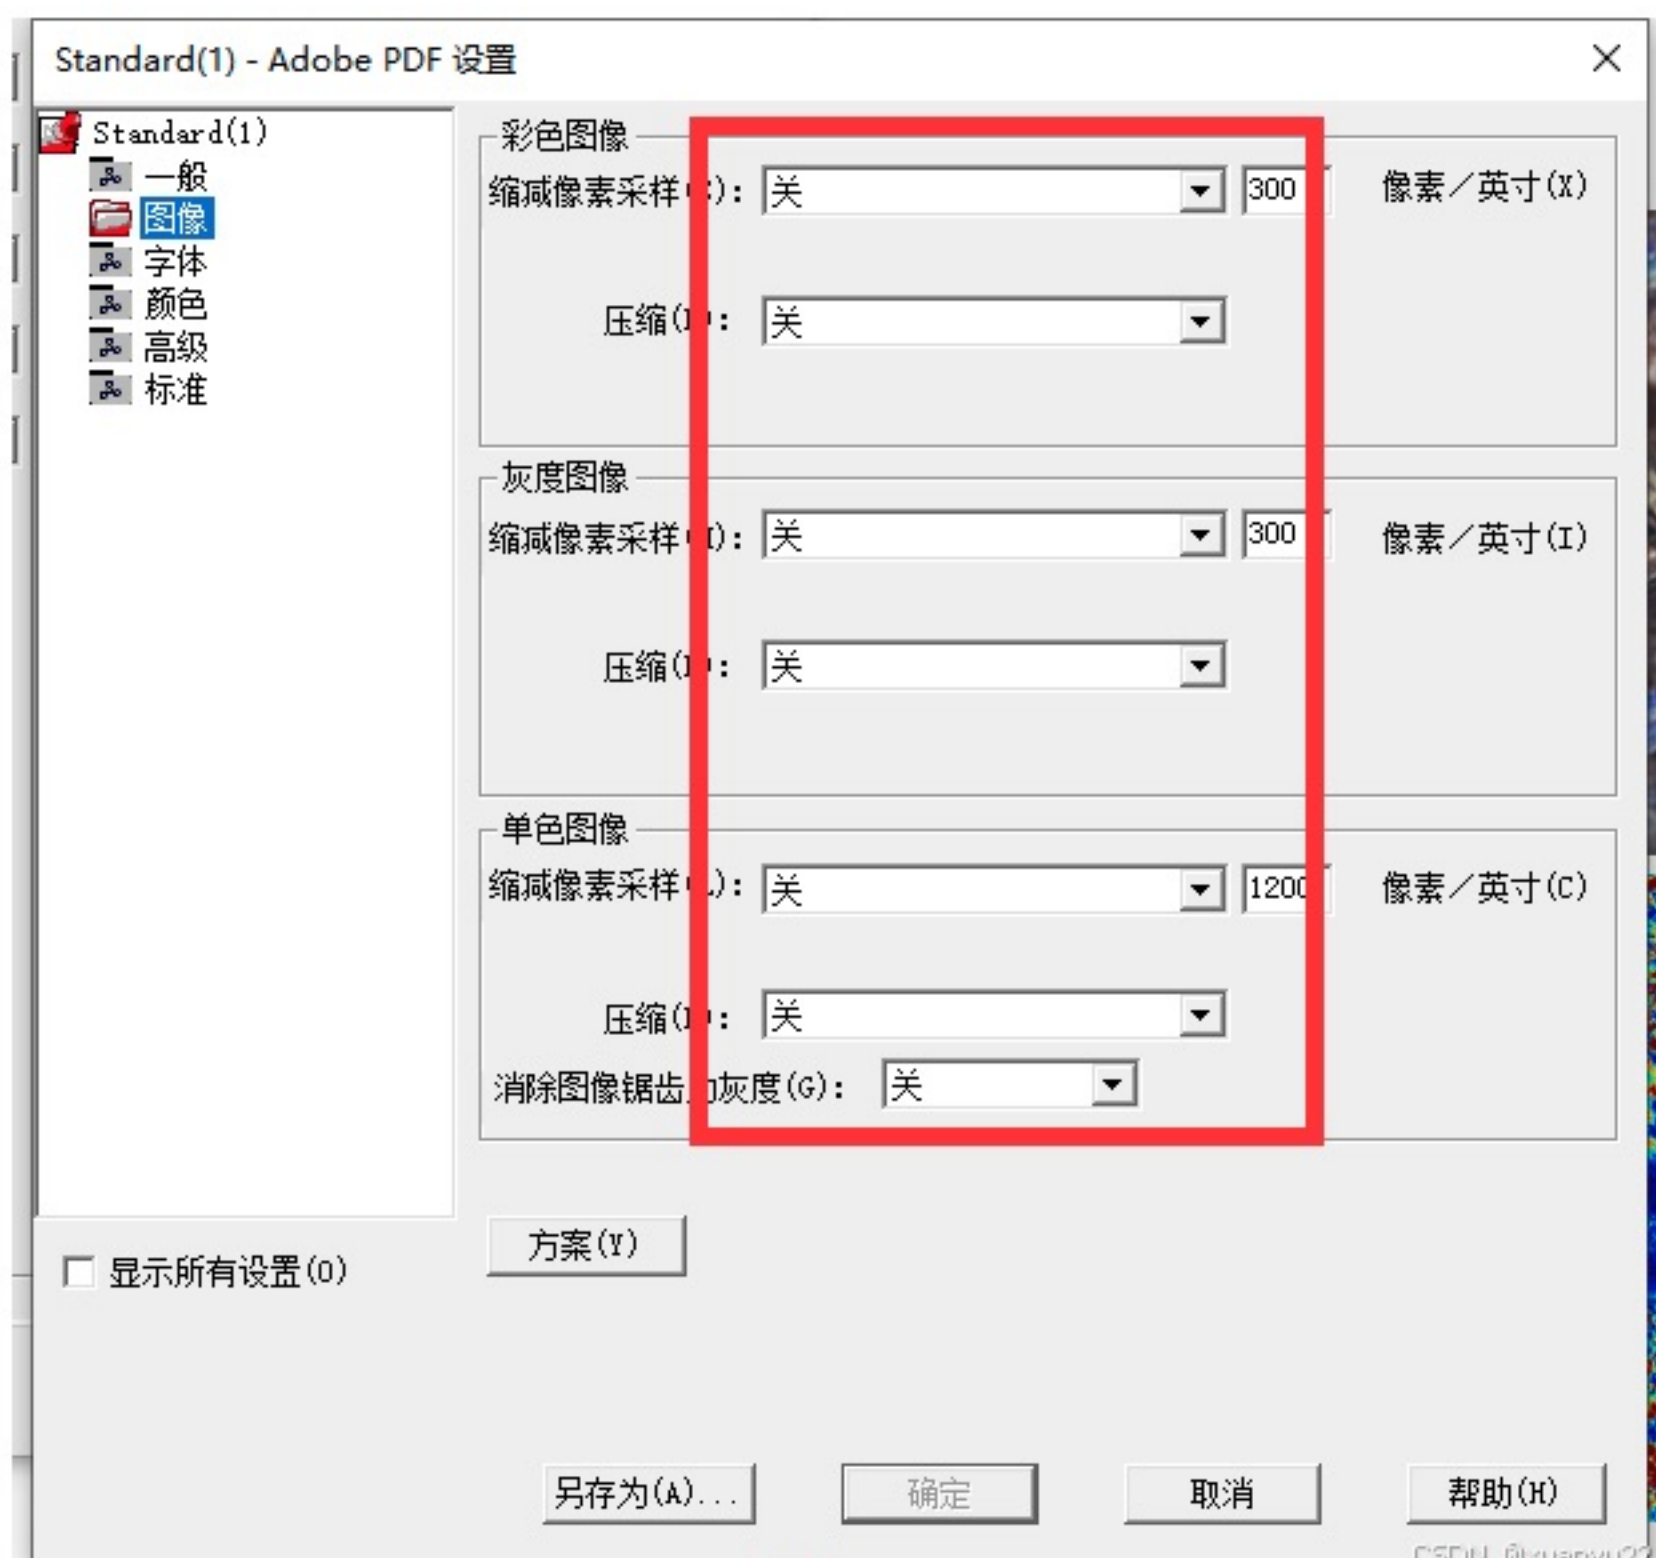 Standard(1) - Adobe PDF 设置
Standard(1)
一般
图像
字体
颜色
高级
标准
显示所有设置(O)
彩色图像
缩减像素采样 关 300 像素／英寸(X)
压缩 关
灰度图像
缩减像素采样 关 300 像素／英寸(I)
压缩 关
单色图像
缩减像素采样 关 1200 像素／英寸(C)
压缩 关
消除图像锯齿 灰度(G): 关
方案(Y)
另存为(A)...
确定
取消
帮助(H)
CSDN